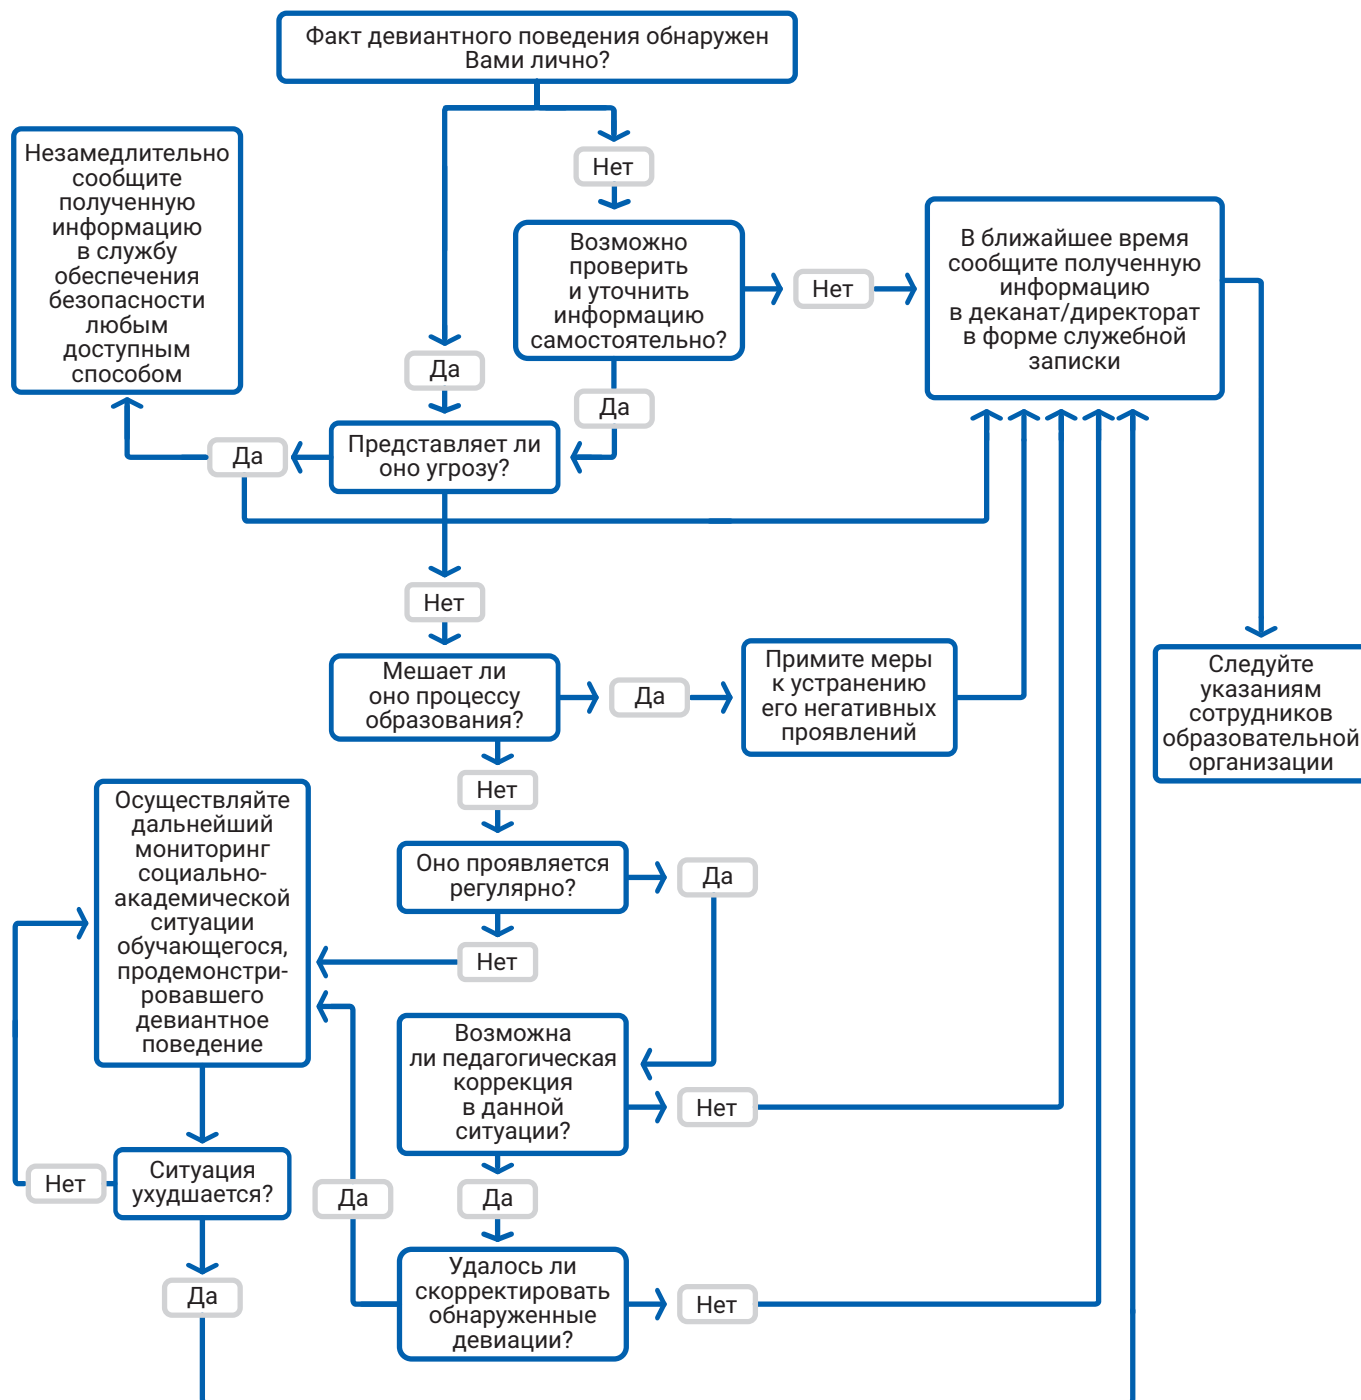 Факт девиантного поведения обнаружен
Вами лично?
Незамедлительно
сообщите
полученную
информацию
в службу
обеспечения
безопасности
любым
доступным
способом
Нет
Возможно
проверить
и уточнить
информацию
самостоятельно?
Нет
В ближайшее время
сообщите полученную
информацию
в деканат/директорат
в форме служебной
записки
Да
Да
Представляет ли
оно угрозу?
Да
Нет
Мешает ли
оно процессу
образования?
Да
Примите меры
к устранению
его негативных
проявлений
Следуйте
указаниям
сотрудников
образовательной
организации
Нет
Осуществляйте
дальнейший
мониторинг
социально-
академической
ситуации
обучающегося,
продемонстри-
ровавшего
девиантное
поведение
Оно проявляется
регулярно?
Да
Нет
Возможна
ли педагогическая
коррекция
в данной
ситуации?
Нет
Ситуация
ухудшается?
Нет
Да
Да
Удалось ли
скорректировать
обнаруженные
девиации?
Нет
Да